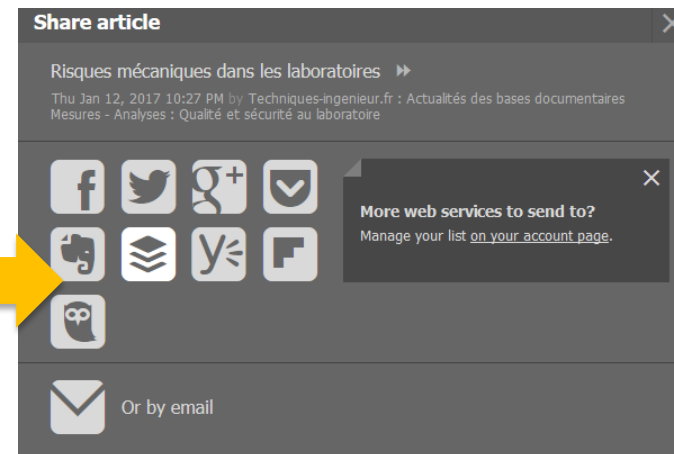 Share article
Risques mécaniques dans les laboratoires
Thu Jan 12, 2017 10:27 PM by Techniques-ingenieur.fr : Actualités des bases documentaires
Mesures - Analyses : Qualité et sécurité au laboratoire
More web services to send to?
Manage your list on your account page.
Or by email